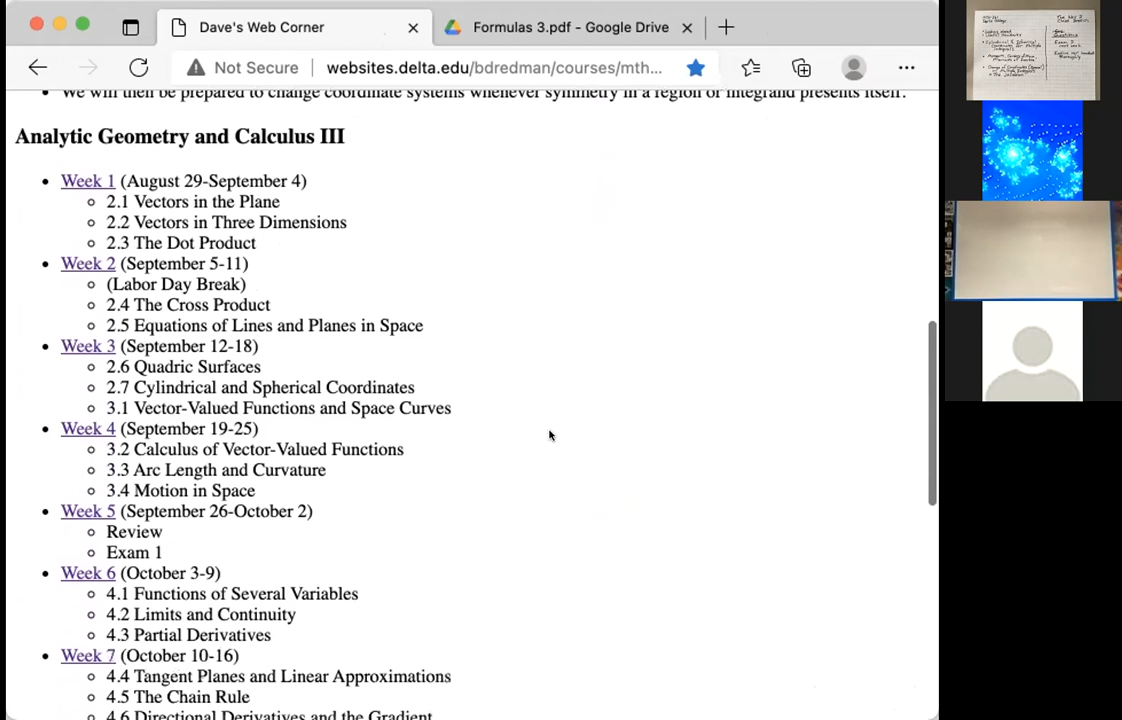 Dave's Web Corner
Formulas 3.pdf - Google Drive
Not Secure
websites.delta.edu/bdredman/courses/mth...
We will then be prepared to change coordinate systems whenever symmetry in a region or integrand presents itself.
Analytic Geometry and Calculus III
Week 1 (August 29-September 4)
2.1 Vectors in the Plane
2.2 Vectors in Three Dimensions
2.3 The Dot Product
Week 2 (September 5-11)
(Labor Day Break)
2.4 The Cross Product
2.5 Equations of Lines and Planes in Space
Week 3 (September 12-18)
2.6 Quadric Surfaces
2.7 Cylindrical and Spherical Coordinates
3.1 Vector-Valued Functions and Space Curves
Week 4 (September 19-25)
3.2 Calculus of Vector-Valued Functions
3.3 Arc Length and Curvature
3.4 Motion in Space
Week 5 (September 26-October 2)
Review
Exam 1
Week 6 (October 3-9)
4.1 Functions of Several Variables
4.2 Limits and Continuity
4.3 Partial Derivatives
Week 7 (October 10-16)
4.4 Tangent Planes and Linear Approximations
4.5 The Chain Rule
4.6 Directional Derivatives and the Gradient